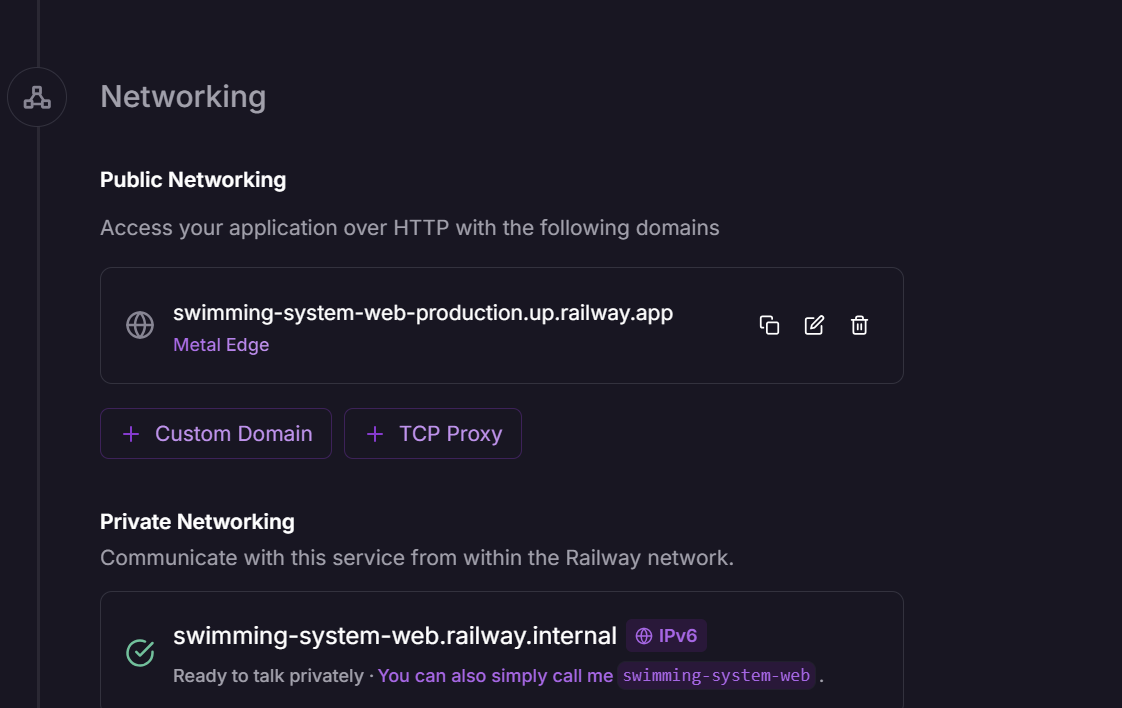 Networking
Public Networking
Access your application over HTTP with the following domains
swimming-system-web-production.up.railway.app
Metal Edge
+ Custom Domain
+ TCP Proxy
Private Networking
Communicate with this service from within the Railway network.
swimming-system-web.railway.internal IPv6
Ready to talk privately · You can also simply call me swimming-system-web .